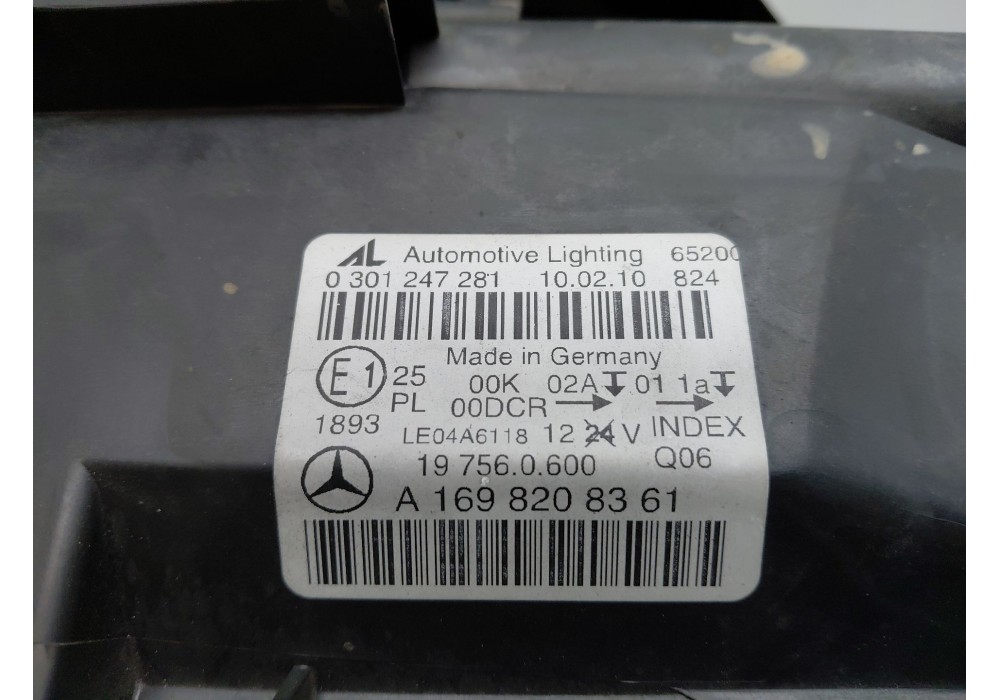 AL Automotive Lighting 65200
0 301 247 281 10.02.10 824
Made in Germany
E1 25 00K 02A 01 1a
PL 00DCR
1893 LE04A6118 12 24 V INDEX
19 756.0.600 Q06
A 169 820 83 61